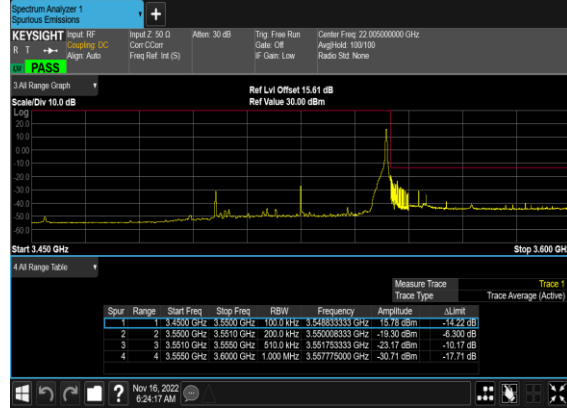 Spectrum Analyzer 1
Spurious Emissions
KEYSIGHT Input: RF Input Z: 50 Ω Atten: 30 dB Trig: Free Run Center Freq: 22.005000000 GHz
R T Coupling: DC Corr CCorr Gate: Off Avg|Hold: 100/100
Align: Auto Freq Ref: Int (S) IF Gain: Low Radio Std: None
LW PASS
3 All Range Graph
Ref Lvl Offset 15.61 dB
Scale/Div 10.0 dB Ref Value 30.00 dBm
Log
20.0
10.0
0.00
-10.0
-20.0
-30.0
-40.0
-50.0
-60.0
Start 3.450 GHz Stop 3.600 GHz
4 All Range Table
Measure Trace Trace 1
Trace Type Trace Average (Active)
Spur Range Start Freq Stop Freq RBW Frequency Amplitude ΔLimit
1 1 3.4500 GHz 3.5500 GHz 100.0 kHz 3.548833333 GHz 15.78 dBm -14.22 dB
2 2 3.5500 GHz 3.5510 GHz 200.0 kHz 3.550008333 GHz -19.30 dBm -6.300 dB
3 3 3.5510 GHz 3.5550 GHz 510.0 kHz 3.551753333 GHz -23.17 dBm -10.17 dB
4 4 3.5550 GHz 3.6000 GHz 1.000 MHz 3.557775000 GHz -30.71 dBm -17.71 dB
? Nov 16, 2022
6:24:17 AM